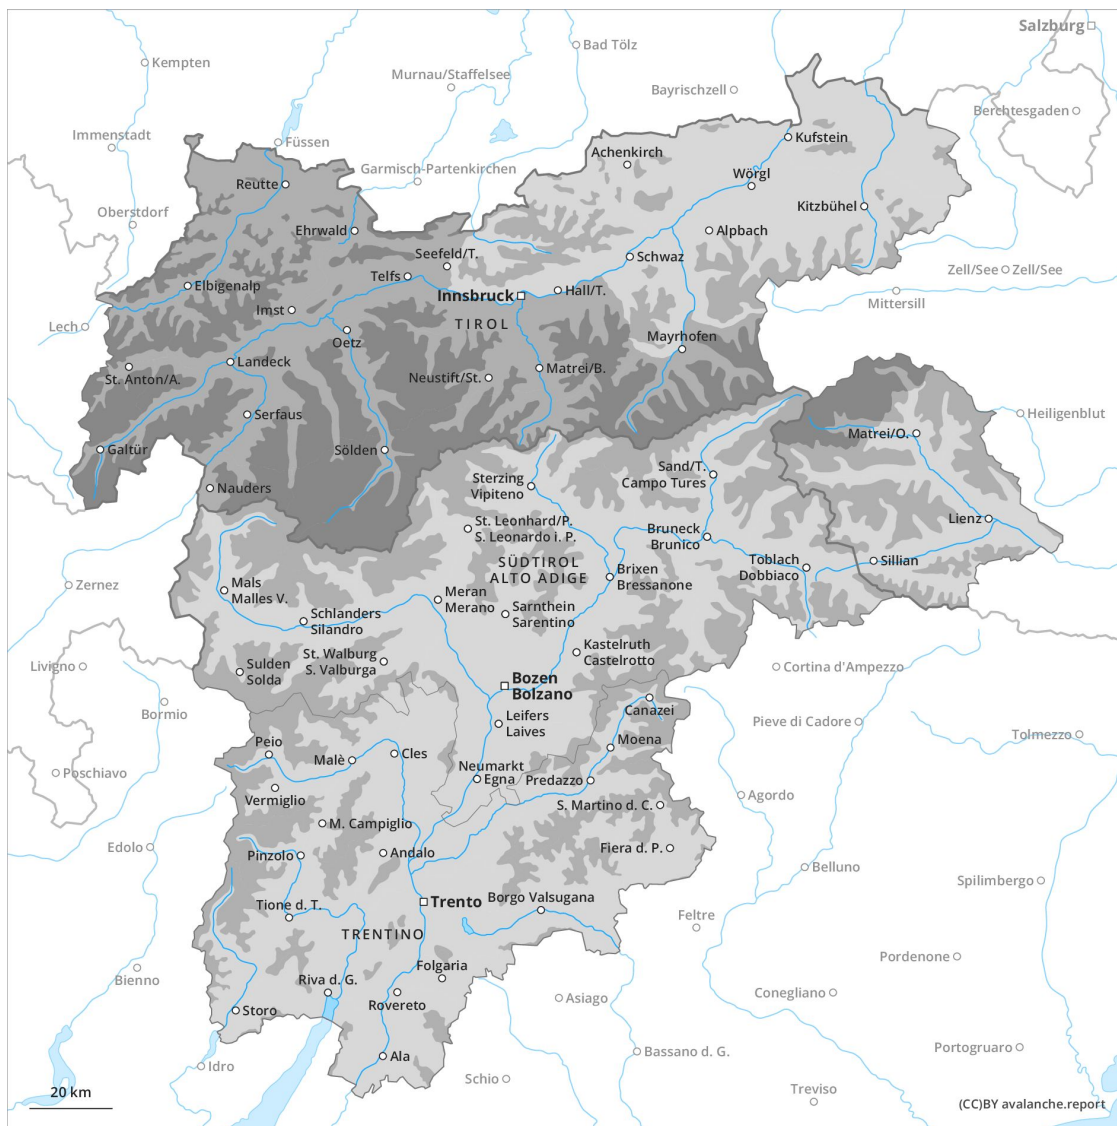 Salzburg
Bad Tölz
Kempten
Murnau/Staffelsee
Bayrischzell
Berchtesgaden
Immenstadt
Füssen
Kufstein
Achenkirch
Garmisch-Partenkirchen
Wörgl
Reutte
Oberstdorf
Kitzbühel
Ehrwald
Alpbach
Seefeld/T.
Schwaz
Telfs
Zell/See
Zell/See
Elbigenalp
Hall/T.
Innsbruck
Mittersill
Imst
TIROL
Lech
Oetz
Mayrhofen
Landeck
Matrei/B.
St. Anton/A.
Neustift/St.
Serfaus
Heiligenblut
Matrei/O.
Galtür
Sölden
Sand/T.
Campo Tures
Sterzing
Vipiteno
Nauders
St. Leonhard/P.
S. Leonardo i. P.
Lienz
Bruneck
Brunico
SÜDTIROL
ALTO ADIGE
Toblach
Dobbiaco
Sillian
Brixen
Bressanone
Zernez
Mals
Malles V.
Meran
Merano
Sarnthein
Sarentino
Schlanders
Silandro
Kastelruth
Castelrotto
St. Walburg
S. Valburga
Livigno
Sulden
Solda
Cortina d'Ampezzo
Bozen
Bolzano
Bormio
Canazei
Leifers
Laives
Pieve di Cadore
Tolmezzo
Moena
Peio
Cles
Malè
Poschiavo
Neumarkt
Egna
Predazzo
Vermiglio
Agordo
S. Martino d. C.
M. Campiglio
Edolo
Fiera d. P.
Andalo
Pinzolo
Belluno
Spilimbergo
Borgo Valsugana
Trento
Tione d. T.
Feltre
TRENTINO
Pordenone
Folgaria
Bienno
Riva d. G.
Conegliano
Asiago
Rovereto
Storo
Portogruaro
Bassano d. G.
Ala
Idro
Schio
Treviso
20 km
(CC)BY avalanche.report